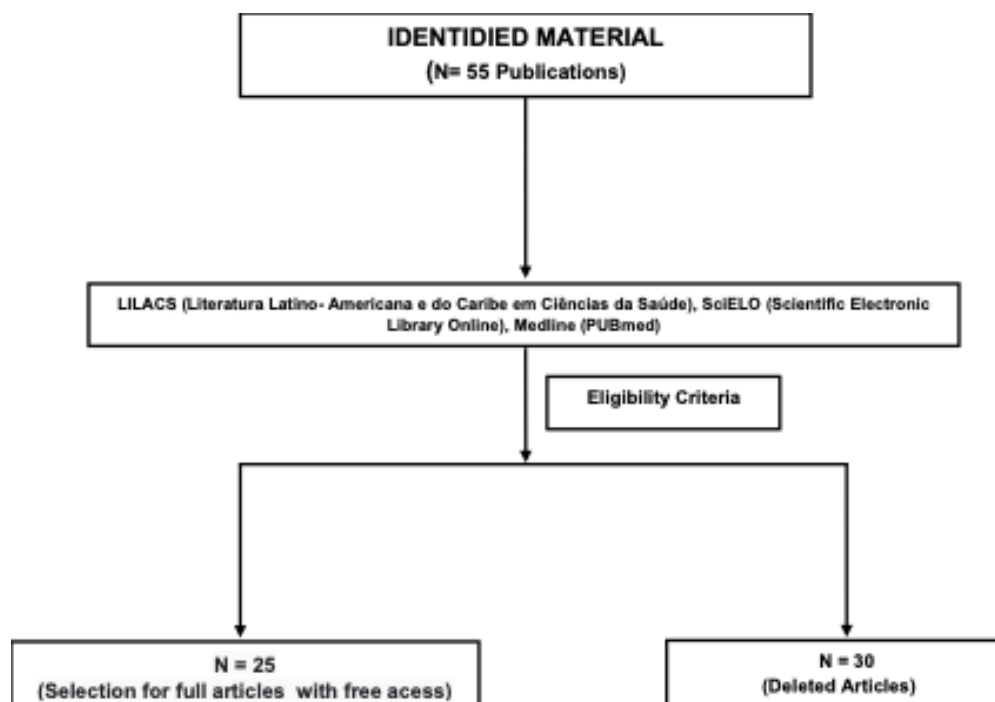 IDENTIDIED MATERIAL
(N= 55 Publications)
LILACS (Literatura Latino- Americana e do Caribe em Ciências da Saúde), SciELO (Scientific Electronic
Library Online), Medline (PUBmed)
Eligibility Criteria
N = 25
(Selection for full articles with free acess)
N = 30
(Deleted Articles)